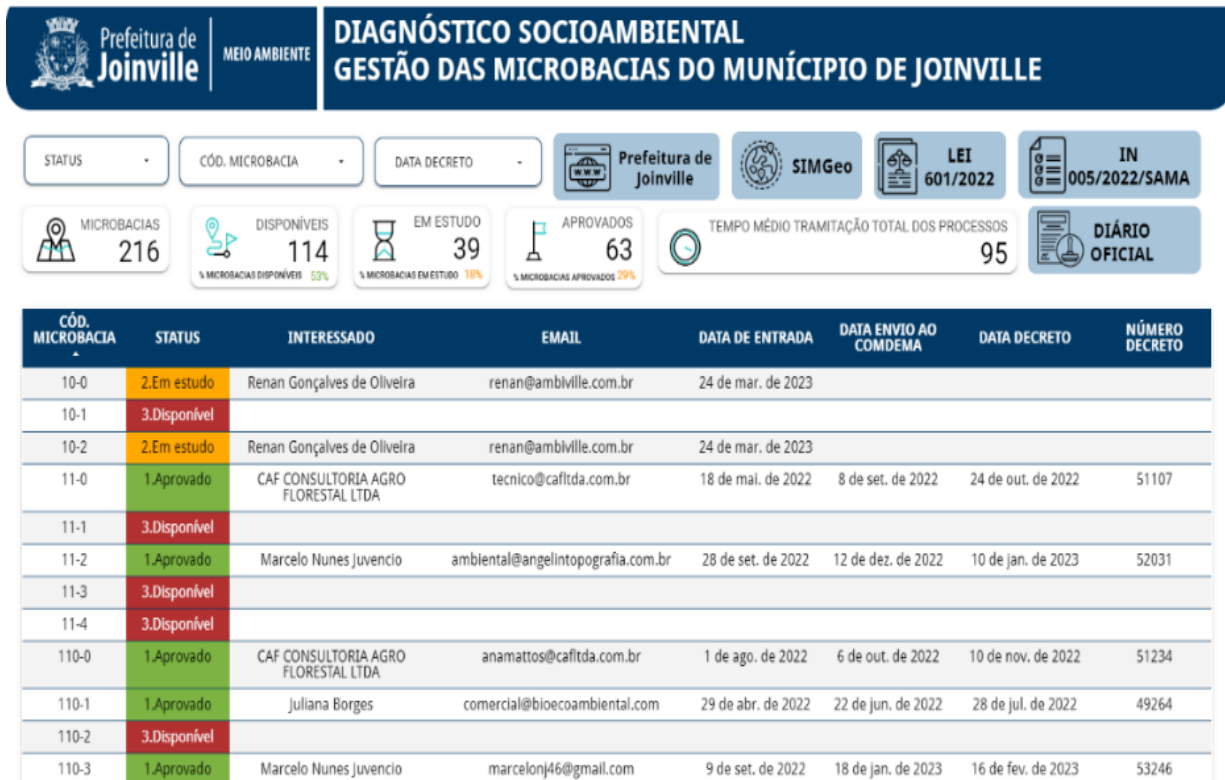 Prefeitura de
Joinville
MEIO AMBIENTE
DIAGNÓSTICO SOCIOAMBIENTAL
GESTÃO DAS MICROBACIAS DO MUNÍCIPIO DE JOINVILLE
STATUS
CÓD. MICROBACIA
DATA DECRETO
Prefeitura de
Joinville
SIMGeo
LEI
601/2022
IN
005/2022/SAMA
MICROBACIAS
216
DISPONÍVEIS
114
% MICROBACIAS DISPONÍVEIS 53%
EM ESTUDO
39
% MICROBACIAS EM ESTUDO 18%
APROVADOS
63
% MICROBACIAS APROVADOS 29%
TEMPO MÉDIO TRAMITAÇÃO TOTAL DOS PROCESSOS
95
DIÁRIO
OFICIAL
CÓD. MICROBACIA STATUS INTERESSADO EMAIL DATA DE ENTRADA DATA ENVIO AO COMDEMA DATA DECRETO NÚMERO DECRETO
10-0 2.Em estudo Renan Gonçalves de Oliveira renan@ambiville.com.br 24 de mar. de 2023
10-1 3.Disponível
10-2 2.Em estudo Renan Gonçalves de Oliveira renan@ambiville.com.br 24 de mar. de 2023
11-0 1.Aprovado CAF CONSULTORIA AGRO FLORESTAL LTDA tecnico@cafltda.com.br 18 de mai. de 2022 8 de set. de 2022 24 de out. de 2022 51107
11-1 3.Disponível
11-2 1.Aprovado Marcelo Nunes Juvencio ambiental@angelintopografia.com.br 28 de set. de 2022 12 de dez. de 2022 10 de jan. de 2023 52031
11-3 3.Disponível
11-4 3.Disponível
110-0 1.Aprovado CAF CONSULTORIA AGRO FLORESTAL LTDA anamattos@cafltda.com.br 1 de ago. de 2022 6 de out. de 2022 10 de nov. de 2022 51234
110-1 1.Aprovado Juliana Borges comercial@bioecoambiental.com 29 de abr. de 2022 22 de jun. de 2022 28 de jul. de 2022 49264
110-2 3.Disponível
110-3 1.Aprovado Marcelo Nunes Juvencio marcelonj46@gmail.com 9 de set. de 2022 18 de jan. de 2023 16 de fev. de 2023 53246